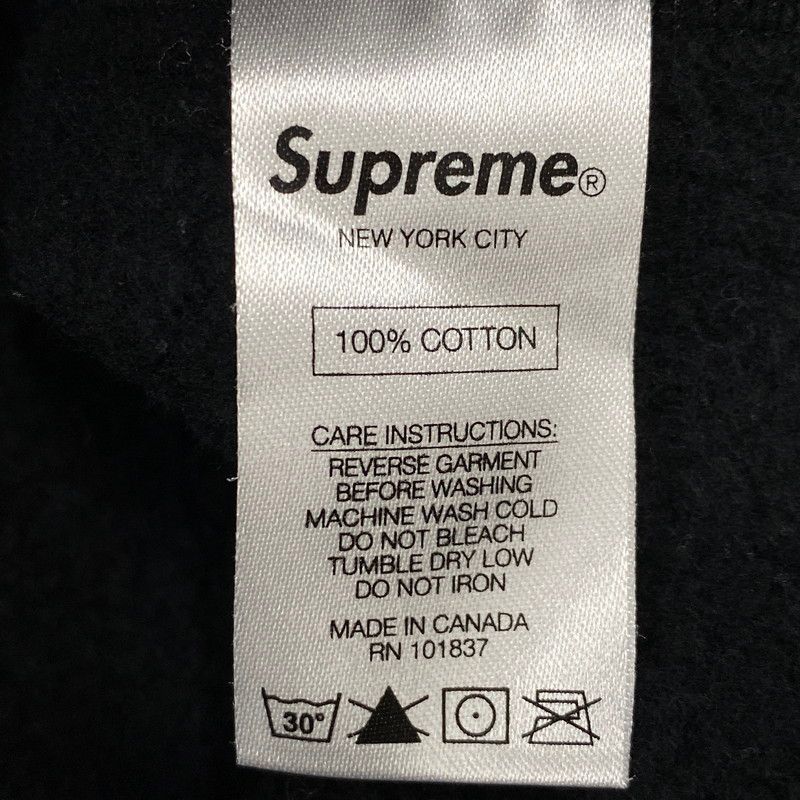 Supreme®
NEW YORK CITY
100% COTTON
CARE INSTRUCTIONS:
REVERSE GARMENT
BEFORE WASHING
MACHINE WASH COLD
DO NOT BLEACH
TUMBLE DRY LOW
DO NOT IRON
MADE IN CANADA
RN 101837
30°